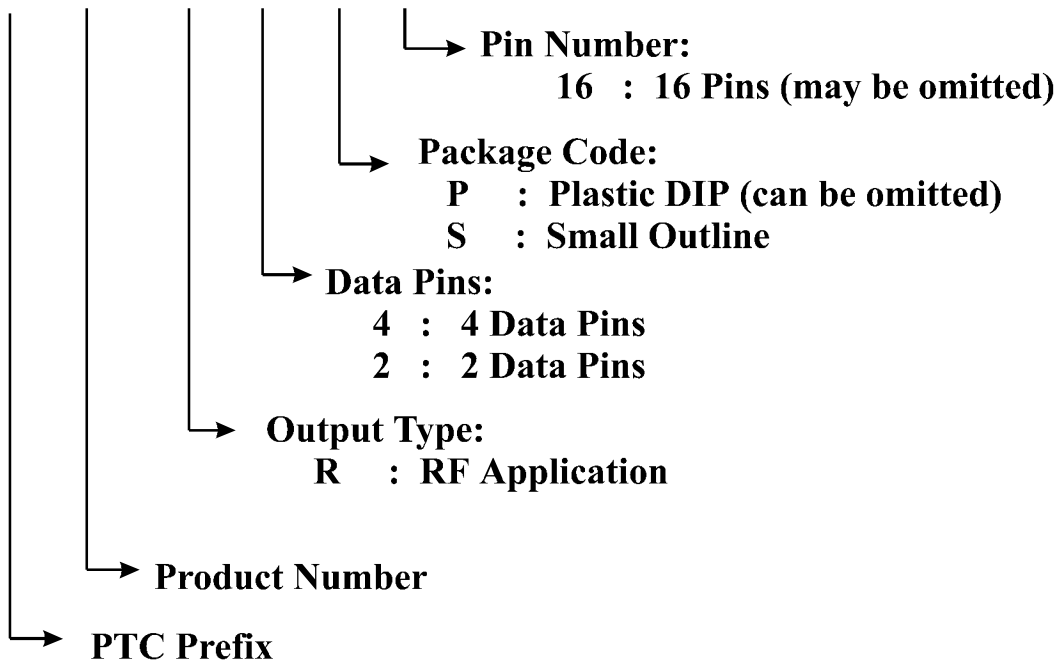 Pin Number:
16 : 16 Pins (may be omitted)
Package Code:
P : Plastic DIP (can be omitted)
S : Small Outline
Data Pins:
4 : 4 Data Pins
2 : 2 Data Pins
Output Type:
R : RF Application
Product Number
PTC Prefix